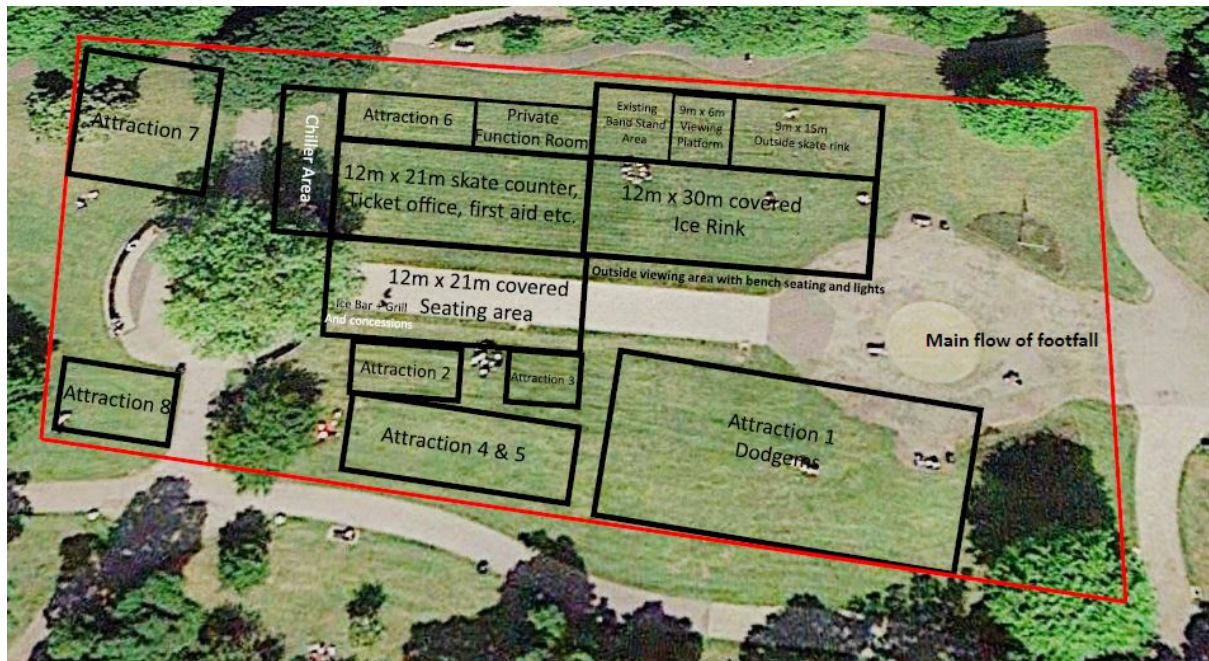 Attraction 7
Chiller Area
Attraction 6
Private
Function Room
Existing
Band Stand
Area
9m x 6m
Viewing
Platform
9m x 15m
Outside skate rink
12m x 21m skate counter,
Ticket office, first aid etc.
12m x 30m covered
Ice Rink
Outside viewing area with bench seating and lights
12m x 21m covered
Seating area
Ice Bar + Grill
And concessions
Main flow of footfall
Attraction 2
Attraction 3
Attraction 8
Attraction 4 & 5
Attraction 1
Dodgems